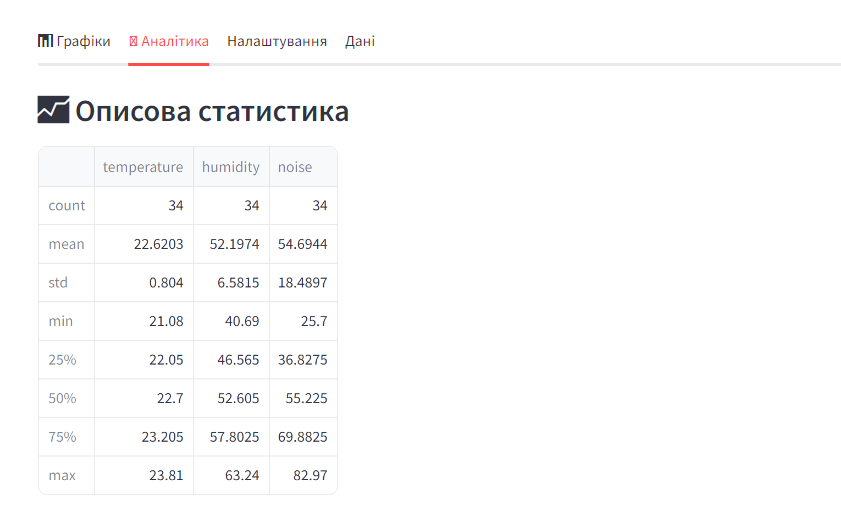 Графіки Аналітика Налаштування Дані
Описова статистика
temperature humidity noise
count 34 34 34
mean 22.6203 52.1974 54.6944
std 0.804 6.5815 18.4897
min 21.08 40.69 25.7
25% 22.05 46.565 36.8275
50% 22.7 52.605 55.225
75% 23.205 57.8025 69.8825
max 23.81 63.24 82.97